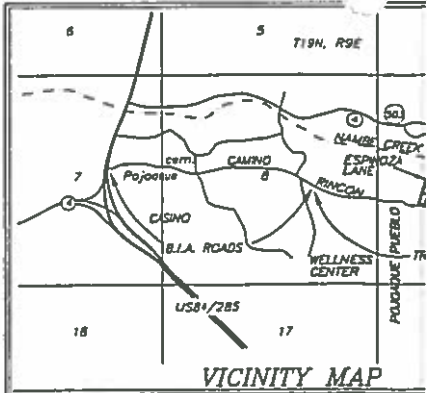 6 5
T19N, R9E
4 503
NAMBE CREEK
ESPINOZA
LANE
cem.
CAMINO
7 Pojoaque 8
RINCON
4
CASINO
B.I.A. ROADS
WELLNESS
CENTER
TR
POJOAQUE PUEBLO
US84/285
18 17
VICINITY MAP